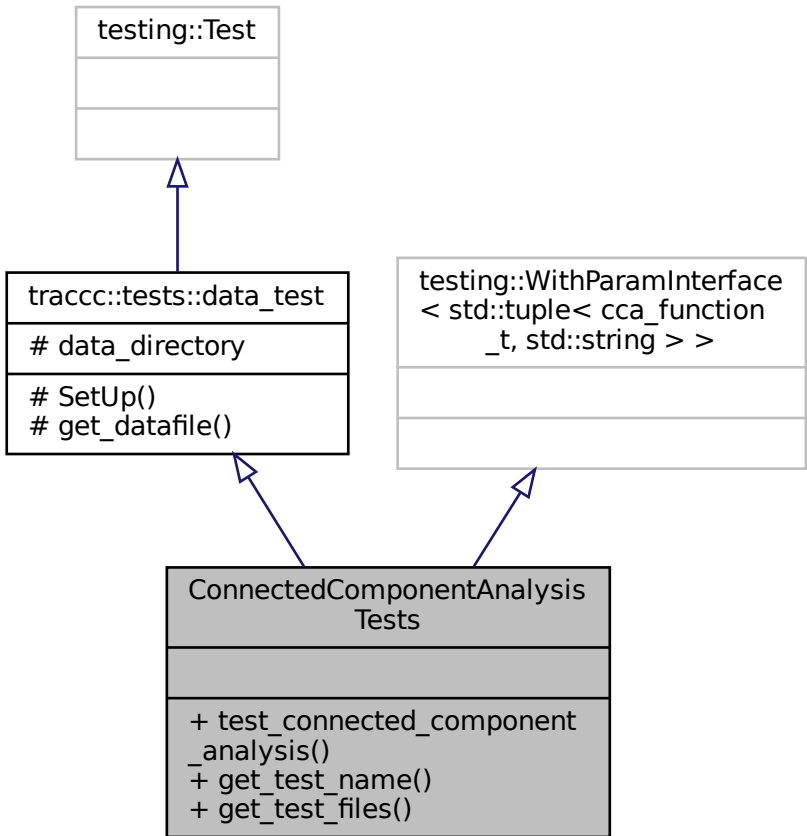 testing::Test
traccc::tests::data_test
# data_directory
# SetUp()
# get_datafile()
testing::WithParamInterface
< std::tuple< cca_function
_t, std::string > >
ConnectedComponentAnalysis
Tests
+ test_connected_component
_analysis()
+ get_test_name()
+ get_test_files()